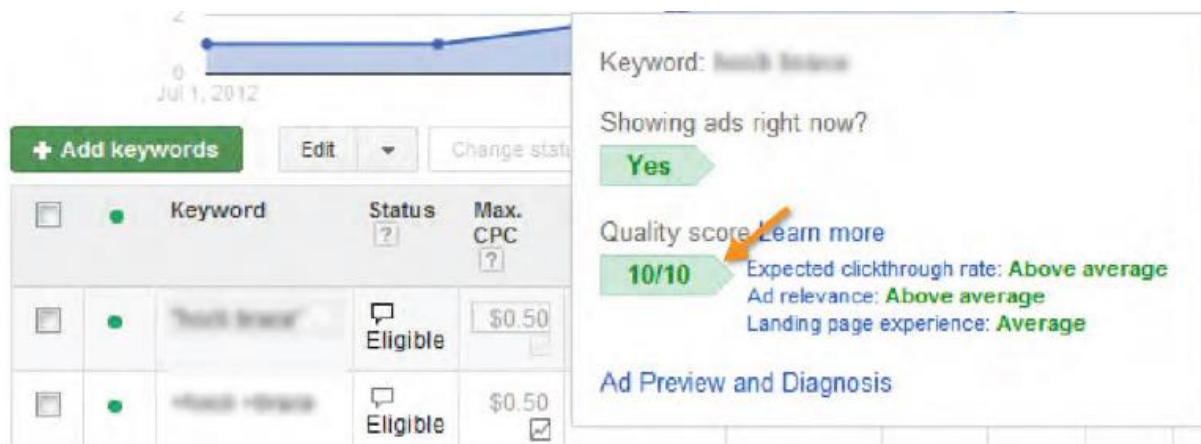 2
0
Jul 1, 2012
+ Add keywords
Edit
Change stat
Keyword
Status
?
Max.
CPC
?
Eligible
$0.50
Eligible
$0.50
Keyword:
Showing ads right now?
Yes
Quality score Learn more
10/10
Expected clickthrough rate: Above average
Ad relevance: Above average
Landing page experience: Average
Ad Preview and Diagnosis